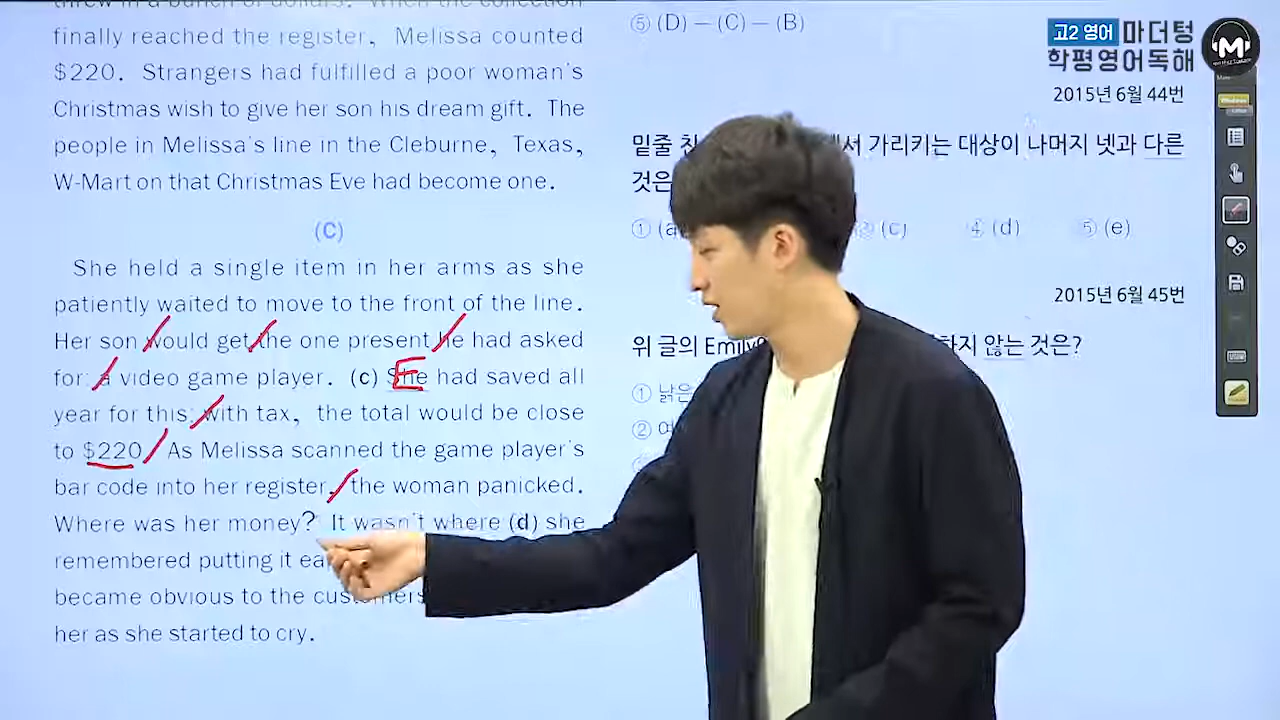 threw in a bunch of dollars. When the collection
finally reached the register, Melissa counted
$220. Strangers had fulfilled a poor woman's
Christmas wish to give her son his dream gift. The
people in Melissa's line in the Cleburne, Texas,
W-Mart on that Christmas Eve had become one.
(C)
She held a single item in her arms as she
patiently waited to move to the front of the line.
Her son would get the one present he had asked
for: a video game player. (c) She had saved all
year for this; with tax, the total would be close
to $220. As Melissa scanned the game player's
bar code into her register, the woman panicked.
Where was her money? It wasn't where (d) she
remembered putting it
became obvious to the customers
her as she started to cry.
E
⑤ (D) – (C) – (B)
고2 영어 마더텅
학평영어독해
M
2015년 6월 44번
밑줄 가리키는 대상이 나머지 넷과 다른
것은
① ③ (c) ④ (d) ⑤ (e)
2015년 6월 45번
위 글의 않는 것은?
① 낡은
②